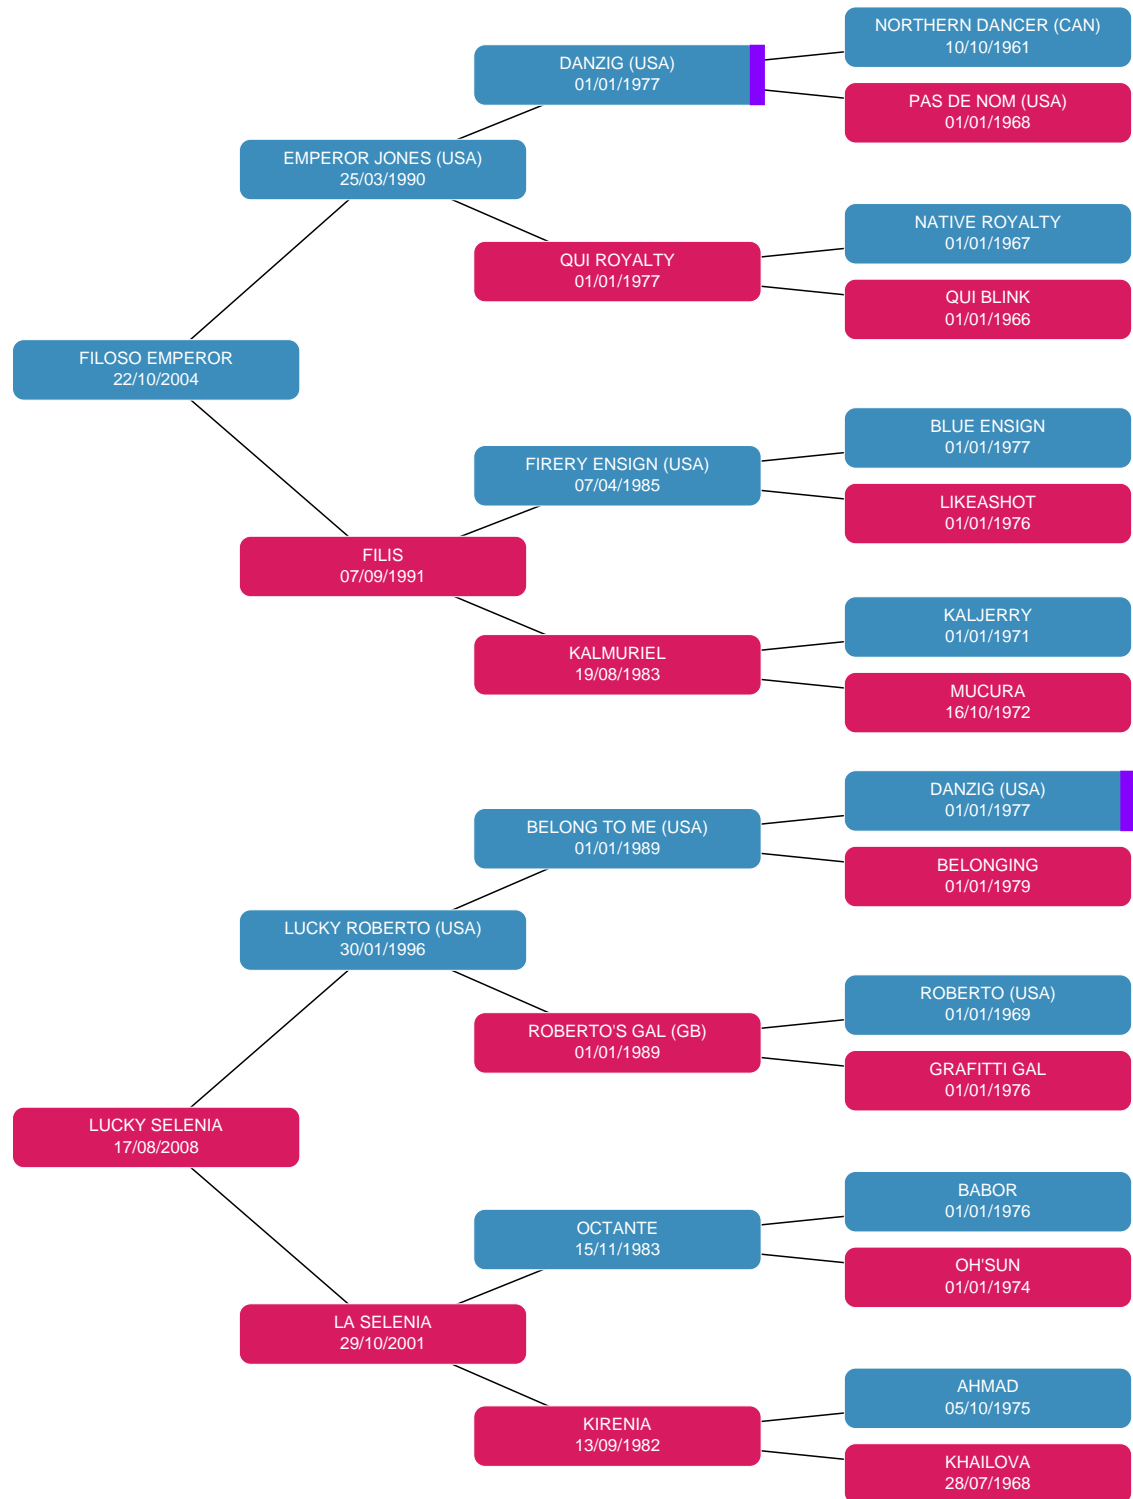 NORTHERN DANCER (CAN)
10/10/1961
DANZIG (USA)
01/01/1977
PAS DE NOM (USA)
01/01/1968
EMPEROR JONES (USA)
25/03/1990
NATIVE ROYALTY
01/01/1967
QUI ROYALTY
01/01/1977
QUI BLINK
01/01/1966
FILOSO EMPEROR
22/10/2004
BLUE ENSIGN
01/01/1977
FIRERY ENSIGN (USA)
07/04/1985
LIKEASHOT
01/01/1976
FILIS
07/09/1991
KALJERRY
01/01/1971
KALMURIEL
19/08/1983
MUCURA
16/10/1972
DANZIG (USA)
01/01/1977
BELONG TO ME (USA)
01/01/1989
BELONGING
01/01/1979
LUCKY ROBERTO (USA)
30/01/1996
ROBERTO (USA)
01/01/1969
ROBERTO'S GAL (GB)
01/01/1989
GRAFITTI GAL
01/01/1976
LUCKY SELENIA
17/08/2008
BABOR
01/01/1976
OCTANTE
15/11/1983
OH'SUN
01/01/1974
LA SELENIA
29/10/2001
AHMAD
05/10/1975
KIRENIA
13/09/1982
KHAILOVA
28/07/1968